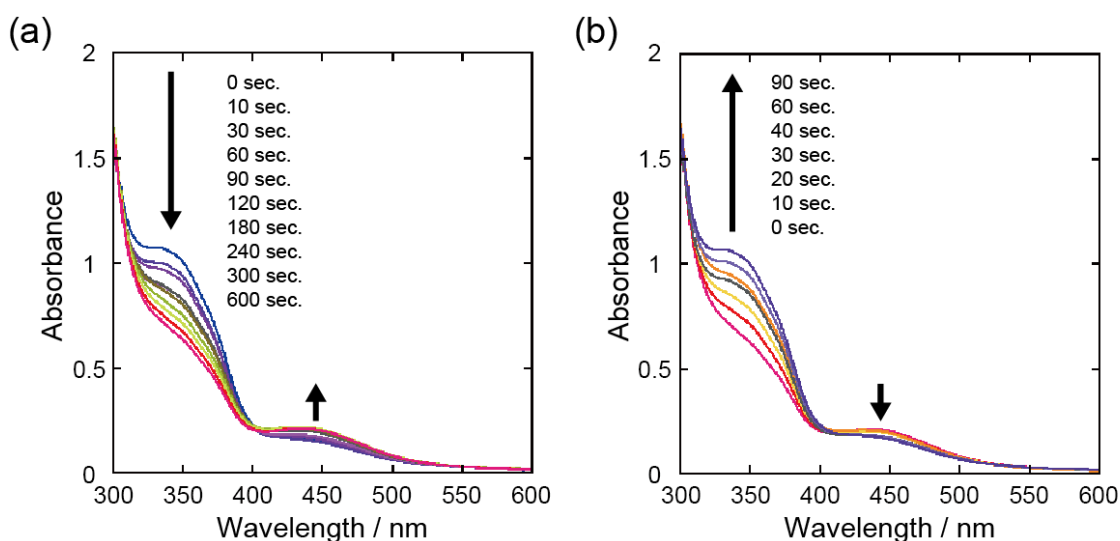 (a)
2
1.5
1
0.5
0
Absorbance
0 sec.
10 sec.
30 sec.
60 sec.
90 sec.
120 sec.
180 sec.
240 sec.
300 sec.
600 sec.
300 350 400 450 500 550 600
Wavelength / nm
(b)
2
1.5
1
0.5
0
Absorbance
90 sec.
60 sec.
40 sec.
30 sec.
20 sec.
10 sec.
0 sec.
300 350 400 450 500 550 600
Wavelength / nm